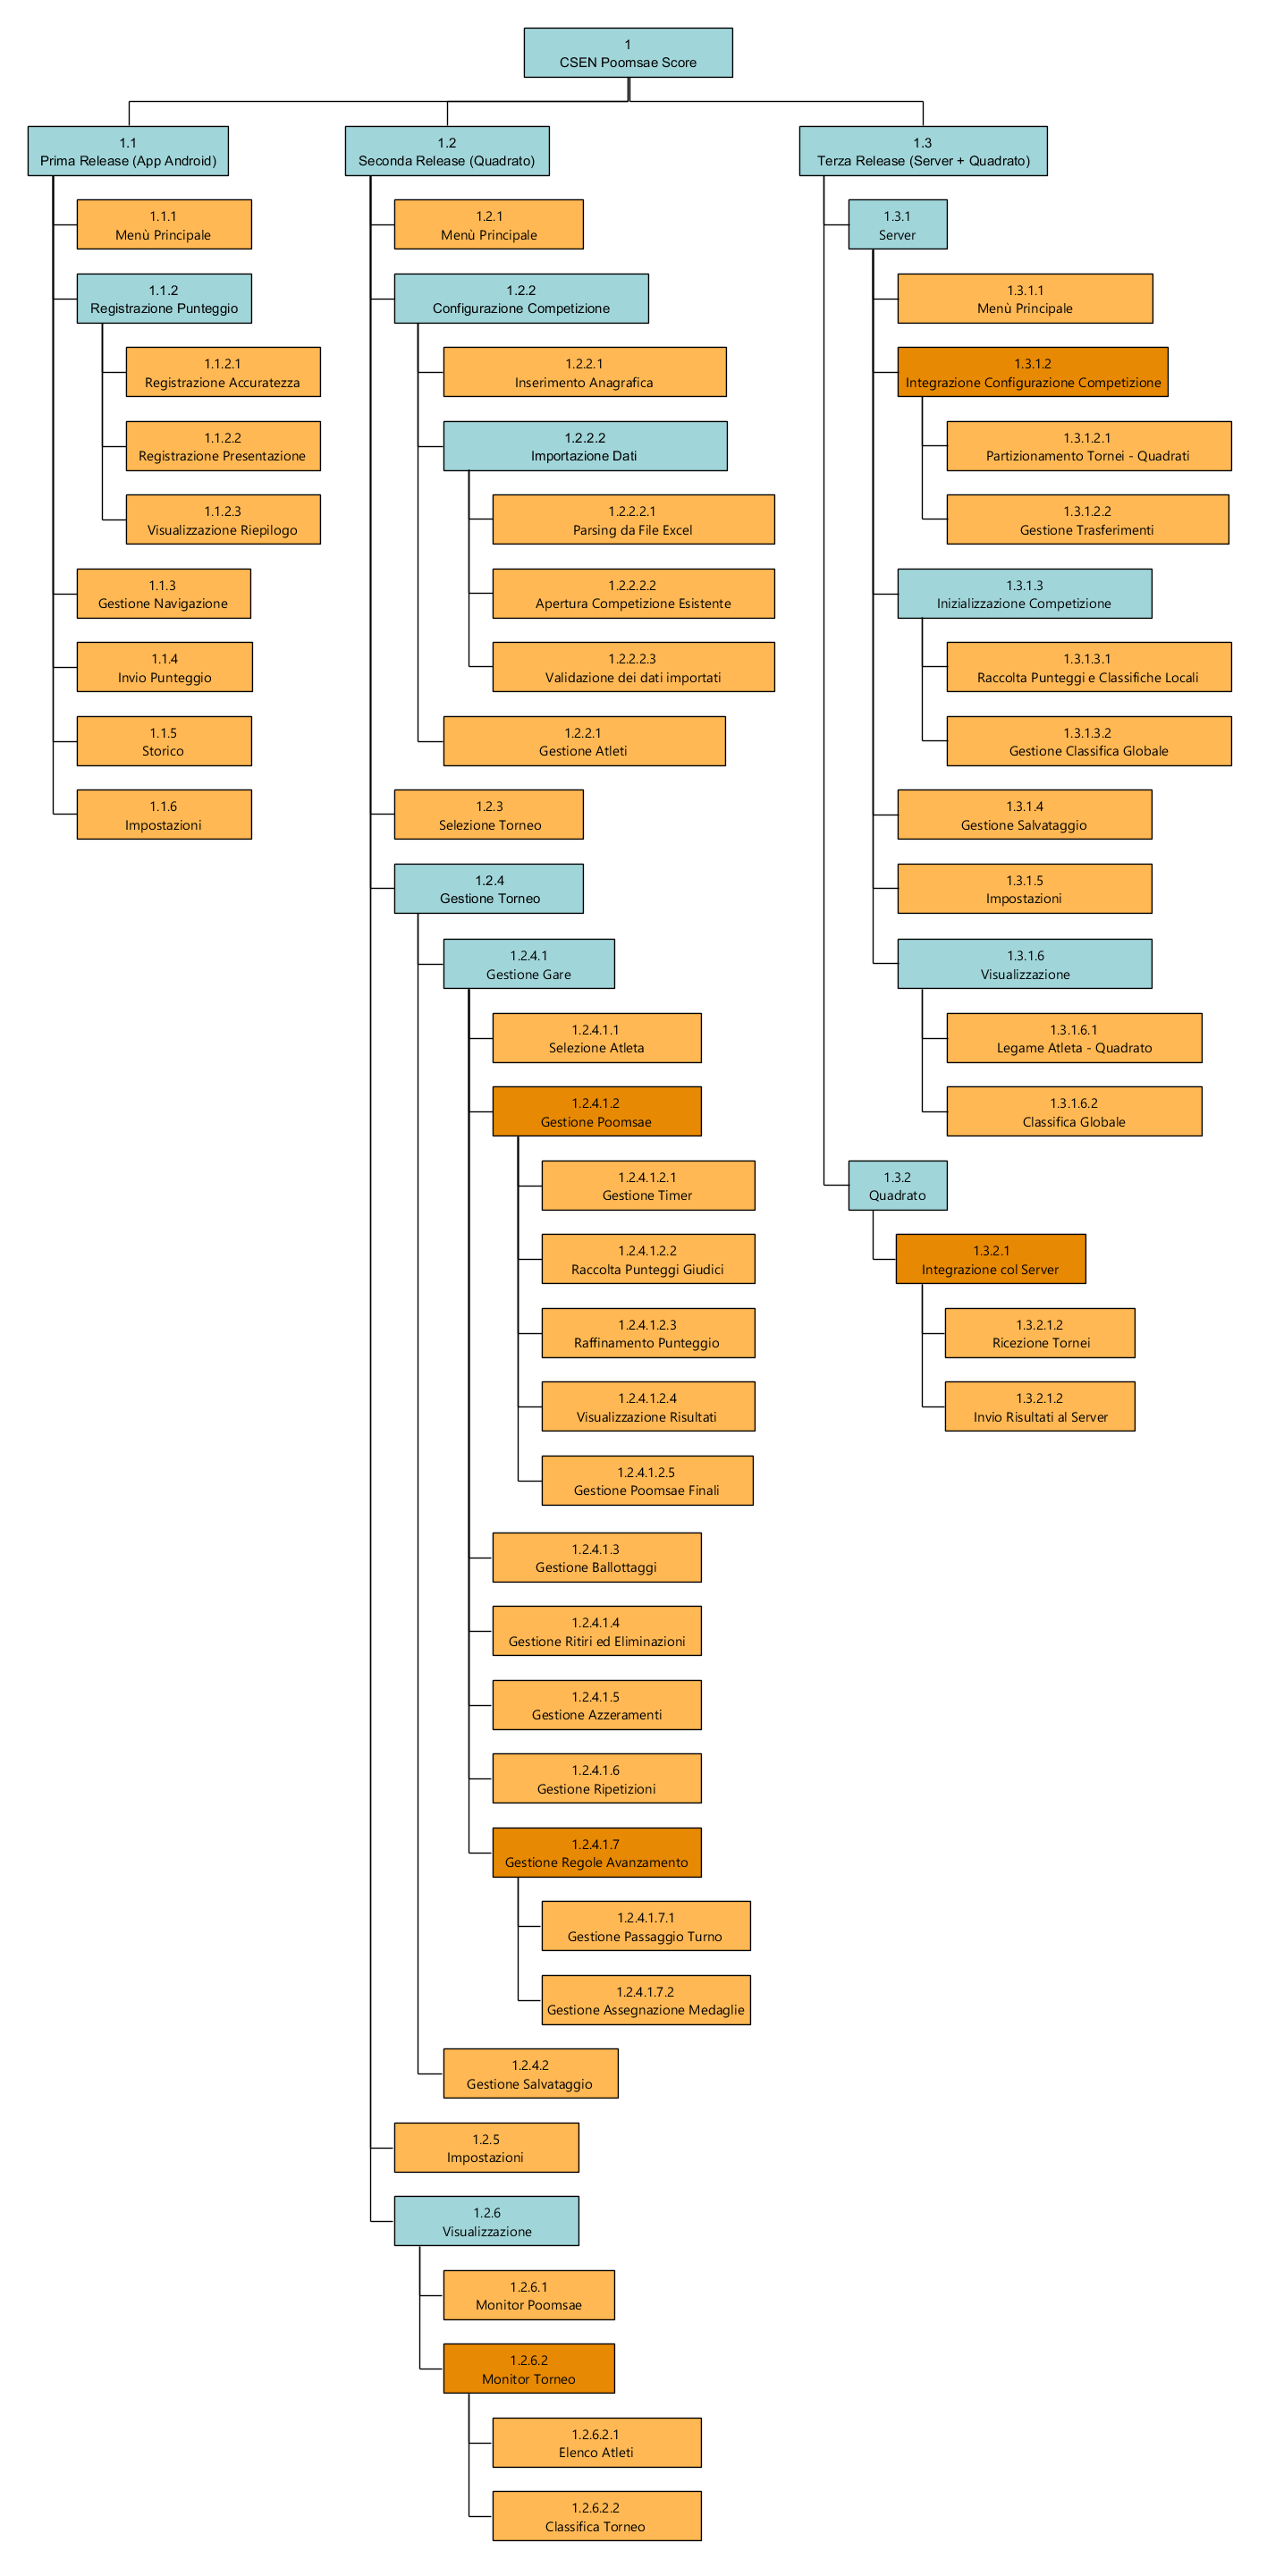 1
CSEN Poomsae Score
1.1
Prima Release (App Android)
1.1.1
Menù Principale
1.1.2
Registrazione Punteggio
1.1.2.1
Registrazione Accuratezza
1.1.2.2
Registrazione Presentazione
1.1.2.3
Visualizzazione Riepilogo
1.1.3
Gestione Navigazione
1.1.4
Invio Punteggio
1.1.5
Storico
1.1.6
Impostazioni
1.2
Seconda Release (Quadrato)
1.2.1
Menù Principale
1.2.2
Configurazione Competizione
1.2.2.1
Inserimento Anagrafica
1.2.2.2
Importazione Dati
1.2.2.2.1
Parsing da File Excel
1.2.2.2.2
Apertura Competizione Esistente
1.2.2.2.3
Validazione dei dati importati
1.2.2.1
Gestione Atleti
1.2.3
Selezione Torneo
1.2.4
Gestione Torneo
1.2.4.1
Gestione Gare
1.2.4.1.1
Selezione Atleta
1.2.4.1.2
Gestione Poomsae
1.2.4.1.2.1
Gestione Timer
1.2.4.1.2.2
Raccolta Punteggi Giudici
1.2.4.1.2.3
Raffinamento Punteggio
1.2.4.1.2.4
Visualizzazione Risultati
1.2.4.1.2.5
Gestione Poomsae Finali
1.2.4.1.3
Gestione Ballottaggi
1.2.4.1.4
Gestione Ritiri ed Eliminazioni
1.2.4.1.5
Gestione Azzeramenti
1.2.4.1.6
Gestione Ripetizioni
1.2.4.1.7
Gestione Regole Avanzamento
1.2.4.1.7.1
Gestione Passaggio Turno
1.2.4.1.7.2
Gestione Assegnazione Medaglie
1.2.4.2
Gestione Salvataggio
1.2.5
Impostazioni
1.2.6
Visualizzazione
1.2.6.1
Monitor Poomsae
1.2.6.2
Monitor Torneo
1.2.6.2.1
Elenco Atleti
1.2.6.2.2
Classifica Torneo
1.3
Terza Release (Server + Quadrato)
1.3.1
Server
1.3.1.1
Menù Principale
1.3.1.2
Integrazione Configurazione Competizione
1.3.1.2.1
Partizionamento Tornei - Quadrati
1.3.1.2.2
Gestione Trasferimenti
1.3.1.3
Inizializzazione Competizione
1.3.1.3.1
Raccolta Punteggi e Classifiche Locali
1.3.1.3.2
Gestione Classifica Globale
1.3.1.4
Gestione Salvataggio
1.3.1.5
Impostazioni
1.3.1.6
Visualizzazione
1.3.1.6.1
Legame Atleta - Quadrato
1.3.1.6.2
Classifica Globale
1.3.2
Quadrato
1.3.2.1
Integrazione col Server
1.3.2.1.2
Ricezione Tornei
1.3.2.1.2
Invio Risultati al Server